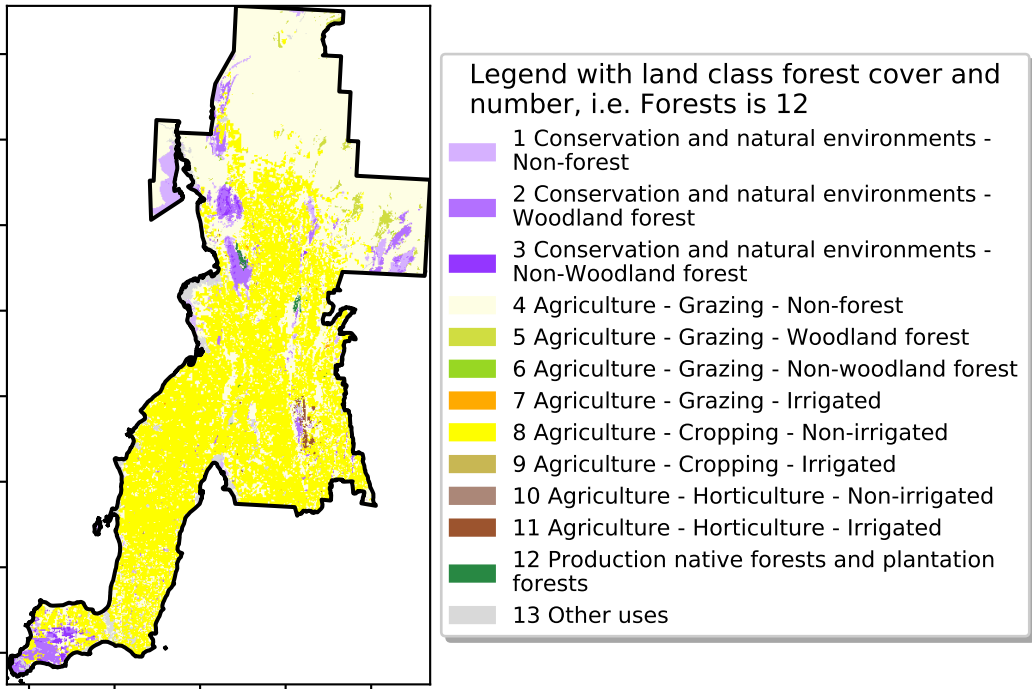 Legend with land class forest cover and
number, i.e. Forests is 12
1 Conservation and natural environments -
Non-forest
2 Conservation and natural environments -
Woodland forest
3 Conservation and natural environments -
Non-Woodland forest
4 Agriculture - Grazing - Non-forest
5 Agriculture - Grazing - Woodland forest
6 Agriculture - Grazing - Non-woodland forest
7 Agriculture - Grazing - Irrigated
8 Agriculture - Cropping - Non-irrigated
9 Agriculture - Cropping - Irrigated
10 Agriculture - Horticulture - Non-irrigated
11 Agriculture - Horticulture - Irrigated
12 Production native forests and plantation
forests
13 Other uses